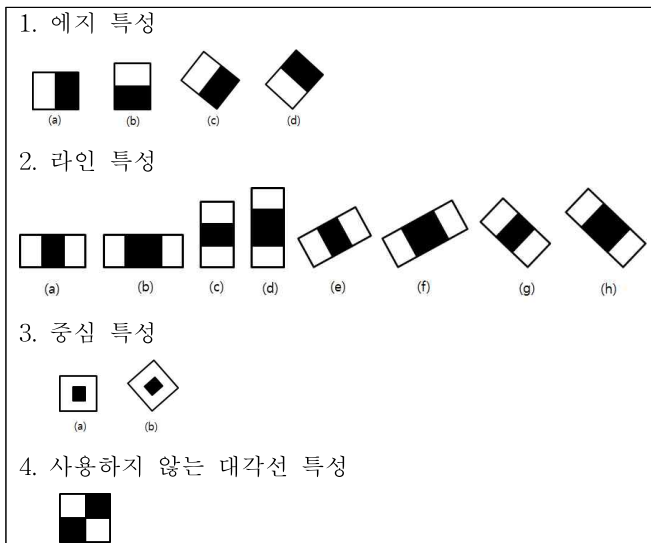 1. 에지 특성
(a) (b) (c) (d)
2. 라인 특성
(a) (b) (c) (d) (e) (f) (g) (h)
3. 중심 특성
(a) (b)
4. 사용하지 않는 대각선 특성